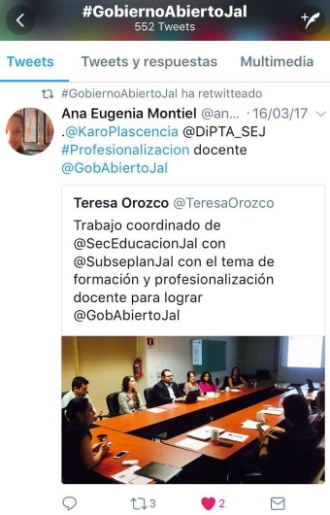 #GobiernoAbiertoJal
552 Tweets
Tweets
Tweets y respuestas
Multimedia
#GobiernoAbiertoJal ha retwitteado
Ana Eugenia Montiel @an... · 16/03/17
.@KaroPlascencia @DiPTA_SEJ
#Profesionalizacion docente
@GobAbiertoJal
Teresa Orozco @TeresaOrozco
Trabajo coordinado de
@SecEducacionJal con
@SubseplanJal con el tema de
formación y profesionalización
docente para lograr
@GobAbiertoJal
3
2